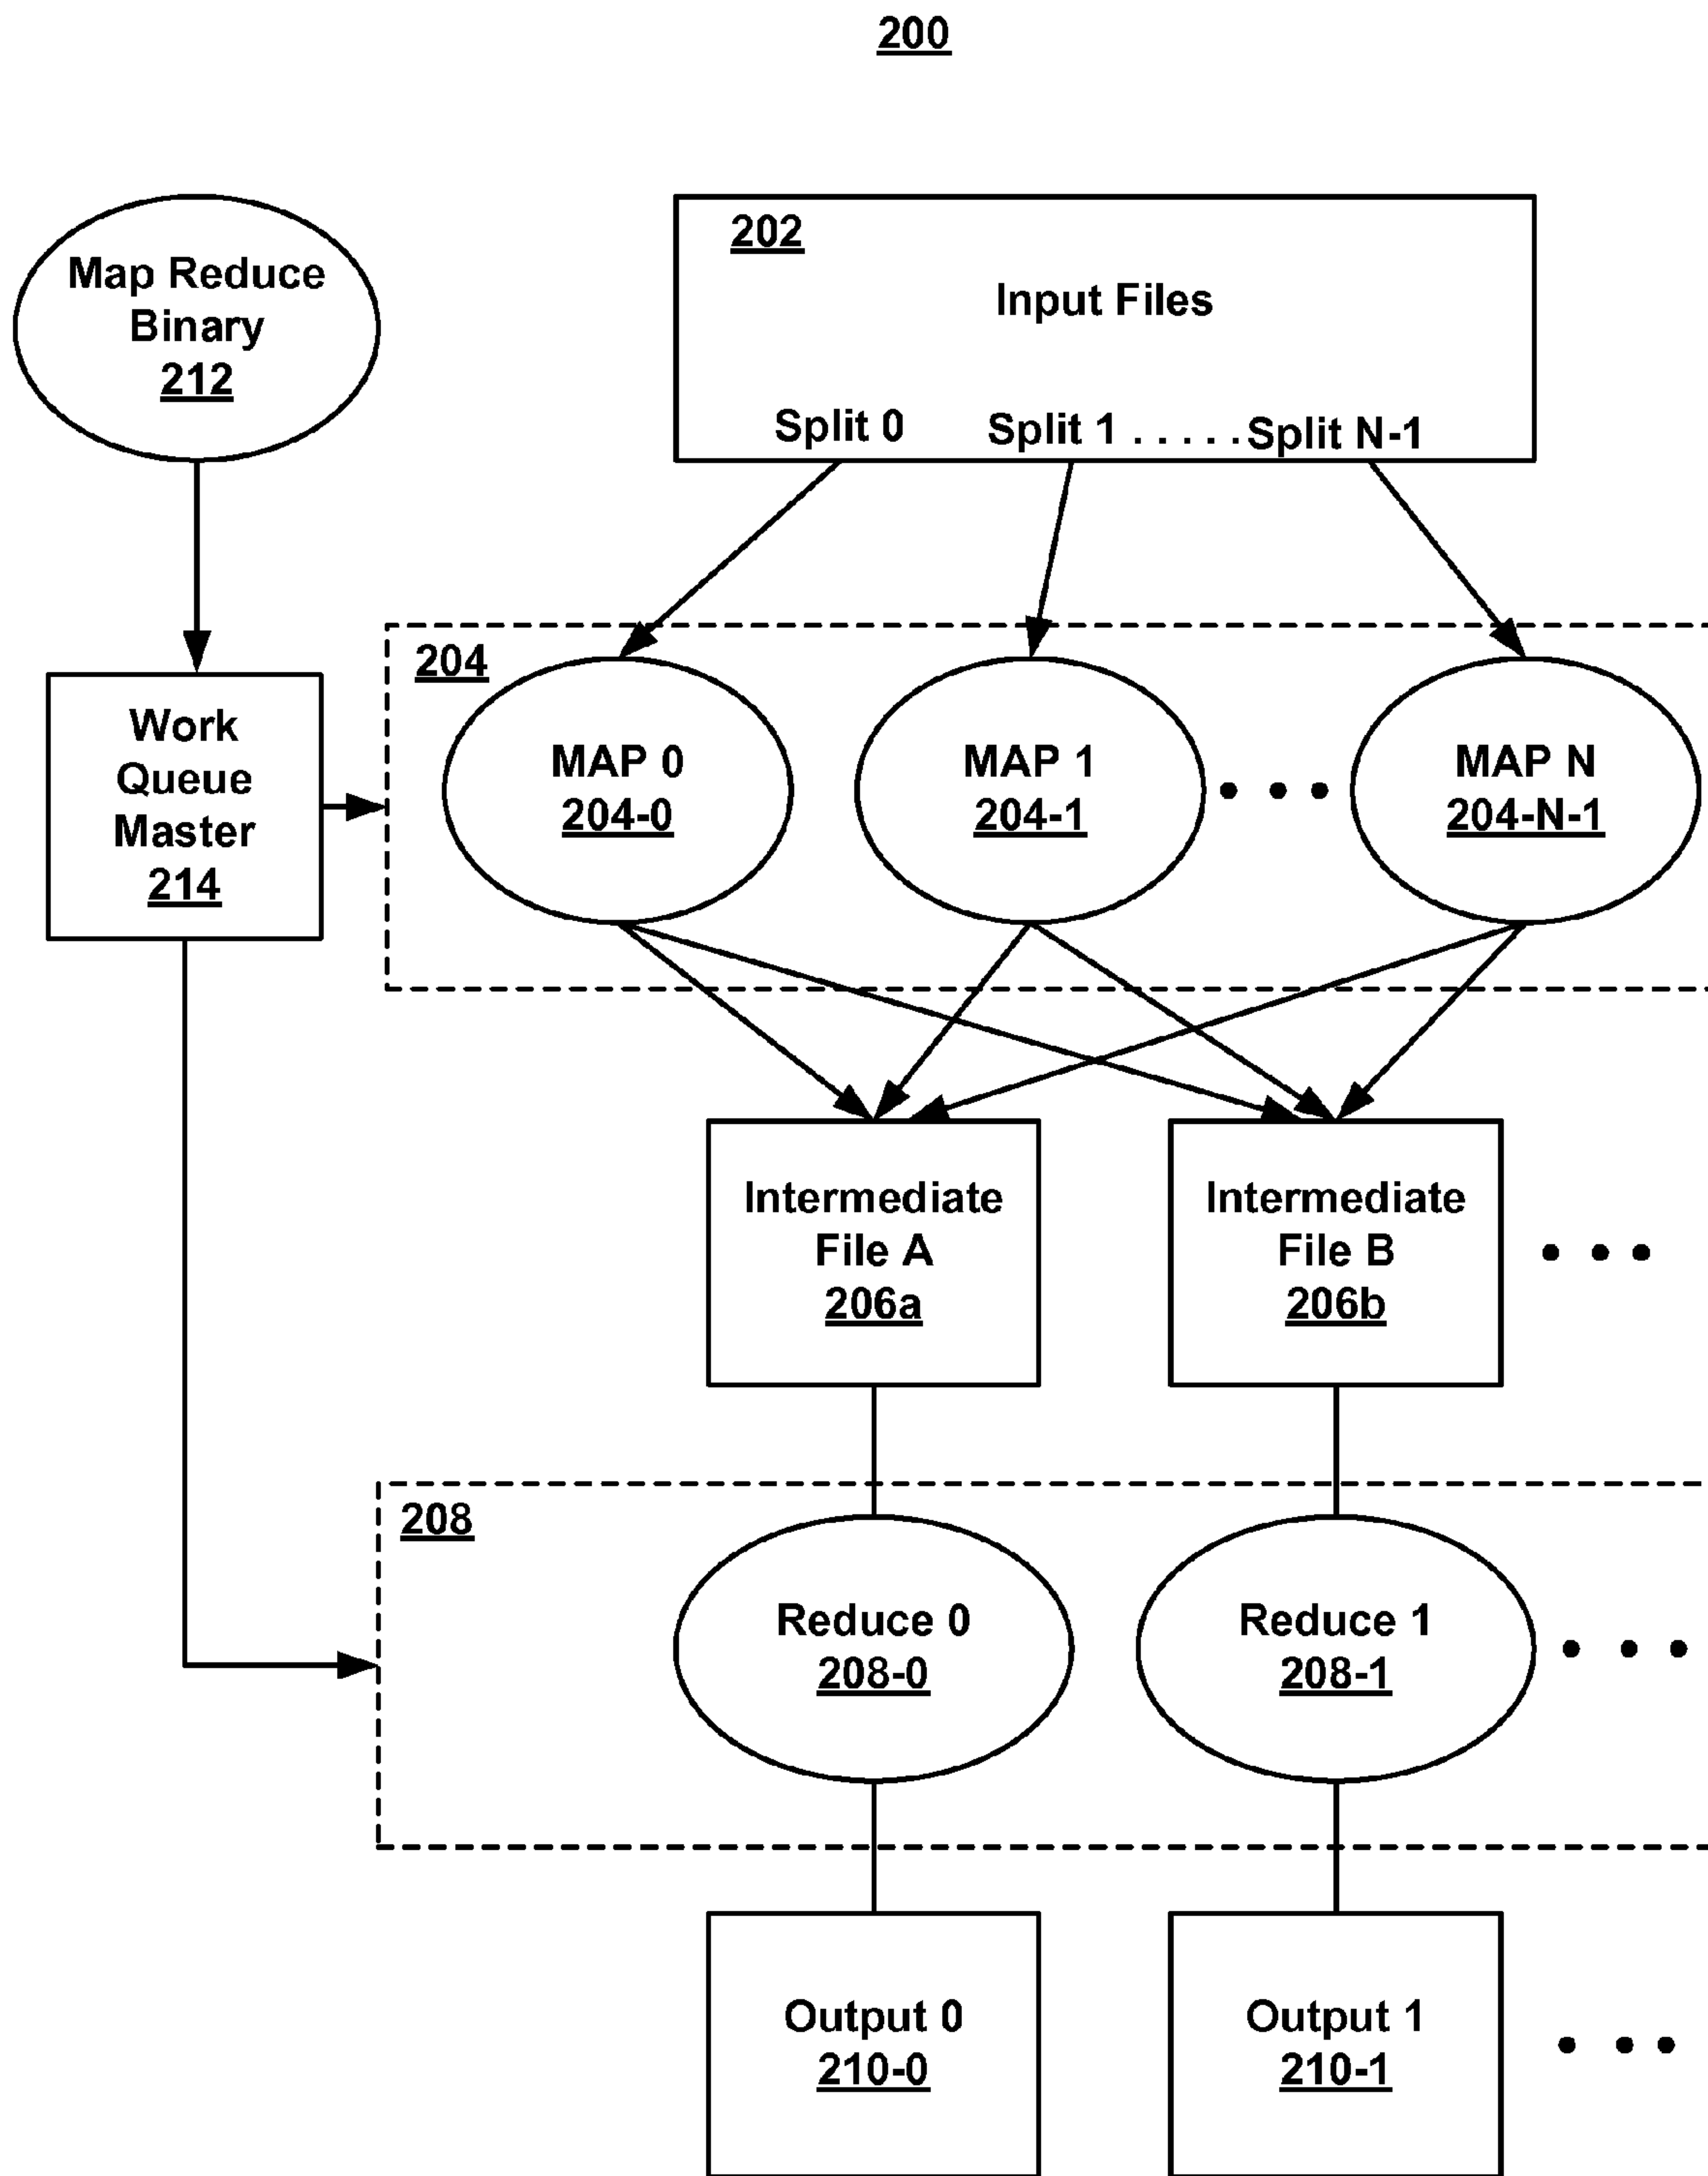 200
Map Reduce
Binary
212
202
Input Files
Split 0 Split 1 . . . . . Split N-1
204
Work
Queue
Master
214
MAP 0
204-0
MAP 1
204-1
MAP N
204-N-1
Intermediate
File A
206a
Intermediate
File B
206b
208
Reduce 0
208-0
Reduce 1
208-1
Output 0
210-0
Output 1
210-1